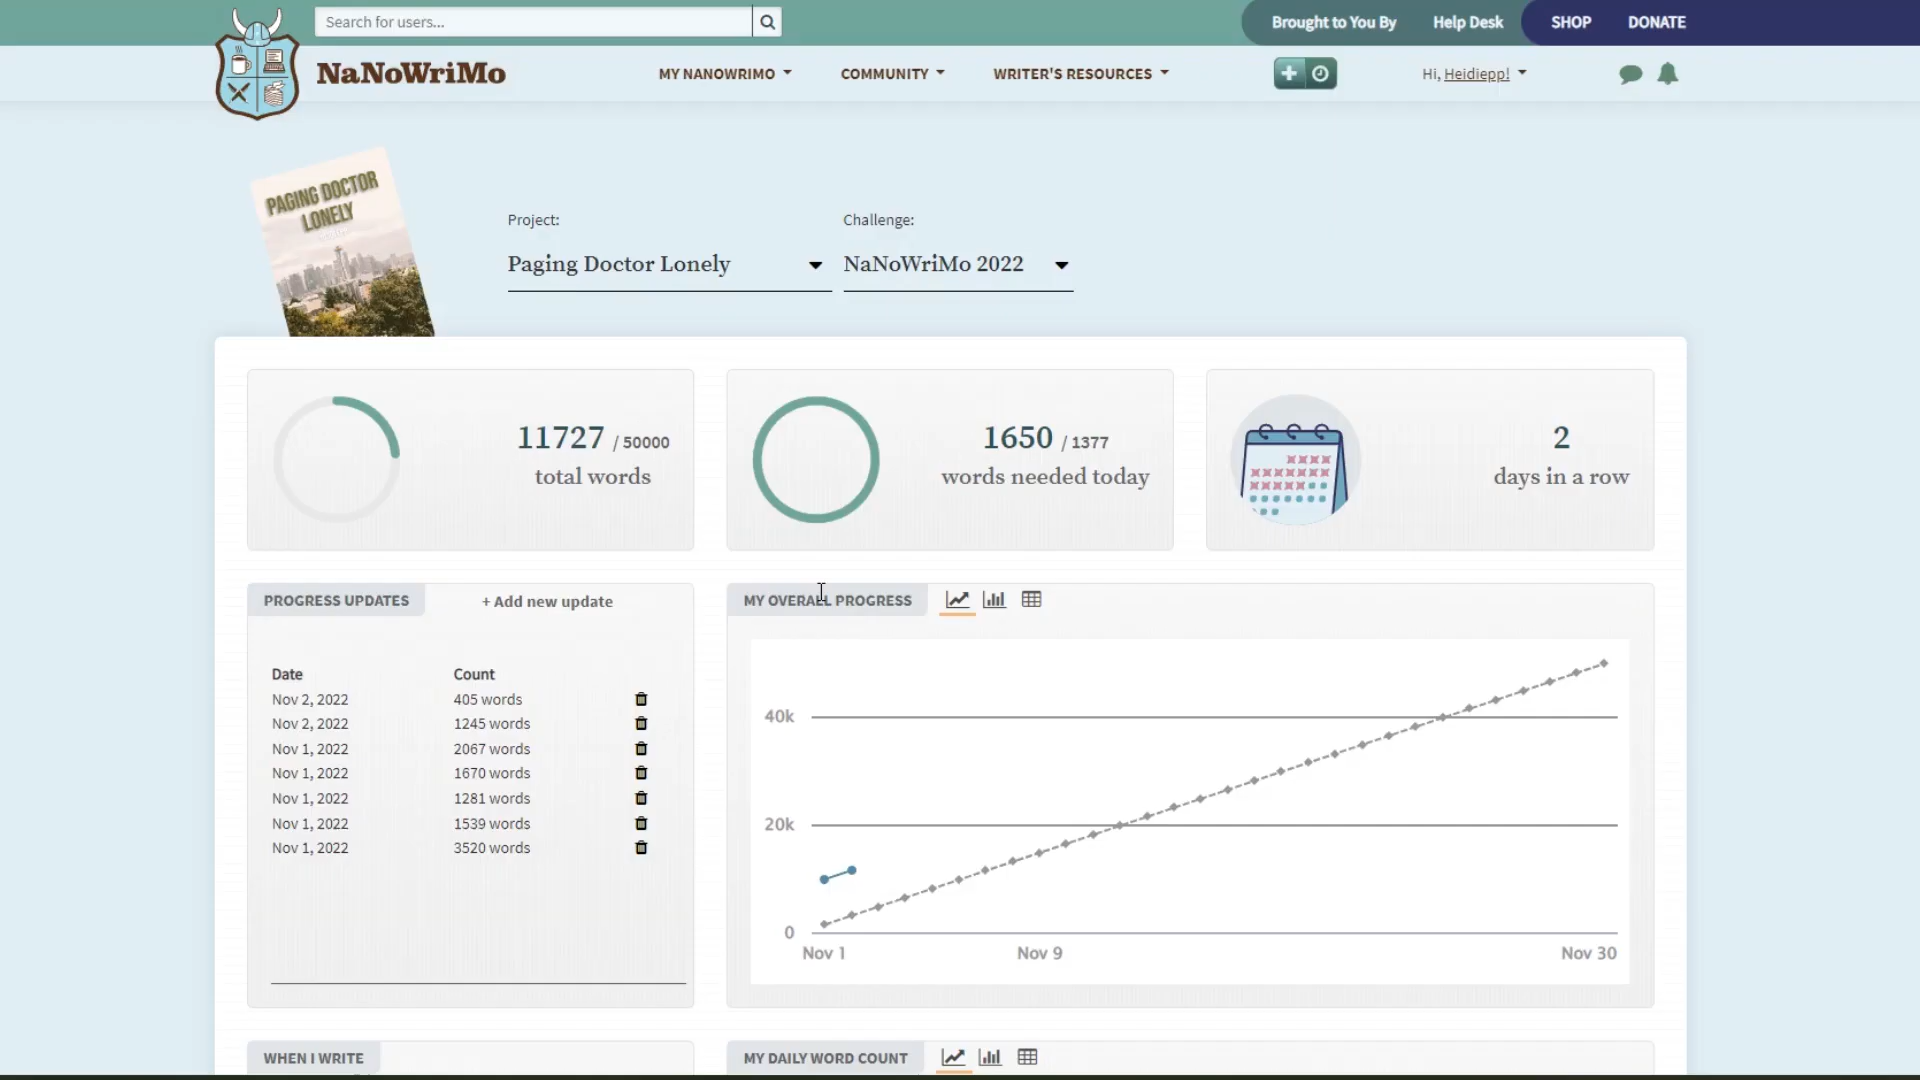 Search for users...
Brought to You By
Help Desk
SHOP
DONATE
NaNoWriMo
MY NANOWRIMO
COMMUNITY
WRITER'S RESOURCES
Hi, Heidiepp!
PAGING DOCTOR
LONELY
Project:
Challenge:
Paging Doctor Lonely
NaNoWriMo 2022
11727 / 50000
total words
1650 / 1377
words needed today
2
days in a row
PROGRESS UPDATES
+ Add new update
Date Count
Nov 2, 2022 405 words
Nov 2, 2022 1245 words
Nov 1, 2022 2067 words
Nov 1, 2022 1670 words
Nov 1, 2022 1281 words
Nov 1, 2022 1539 words
Nov 1, 2022 3520 words
MY OVERALL PROGRESS
40k
20k
0
Nov 1
Nov 9
Nov 30
WHEN I WRITE
MY DAILY WORD COUNT